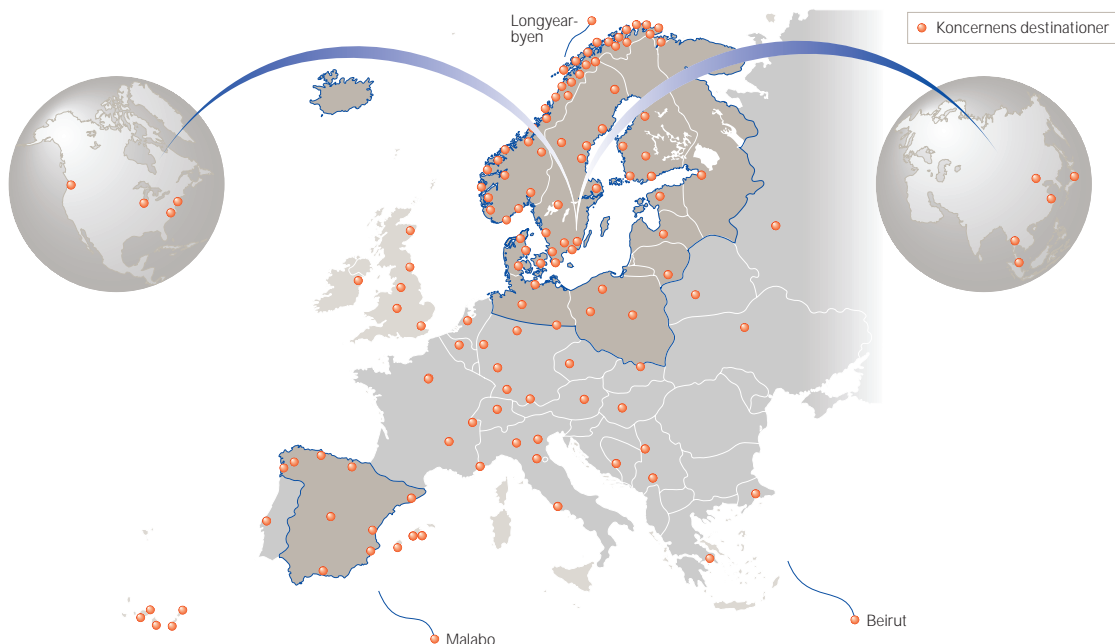 Longyear-
byen
Koncernens destinationer
Beirut
Malabo